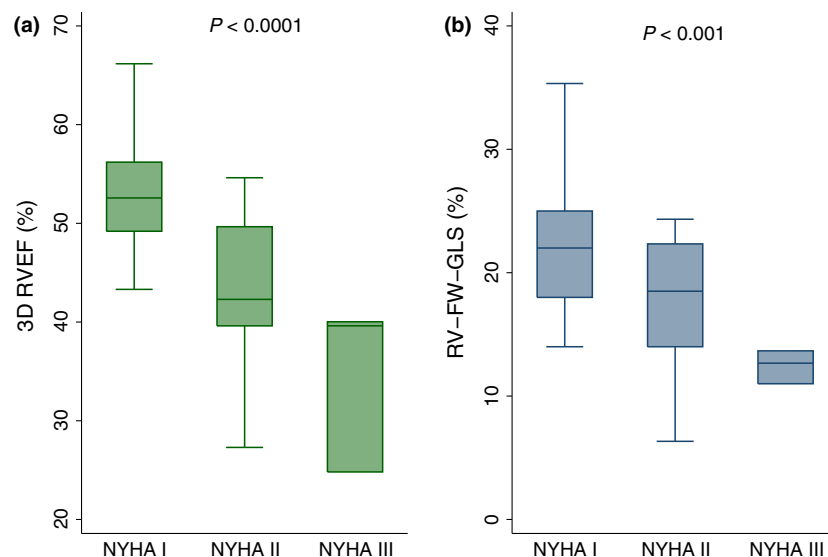 (a)
P < 0.0001
3D RVEF (%)
70
60
50
40
30
20
NYHA I NYHA II NYHA III
(b)
P < 0.001
RV−FW−GLS (%)
40
30
20
10
0
NYHA I NYHA II NYHA III